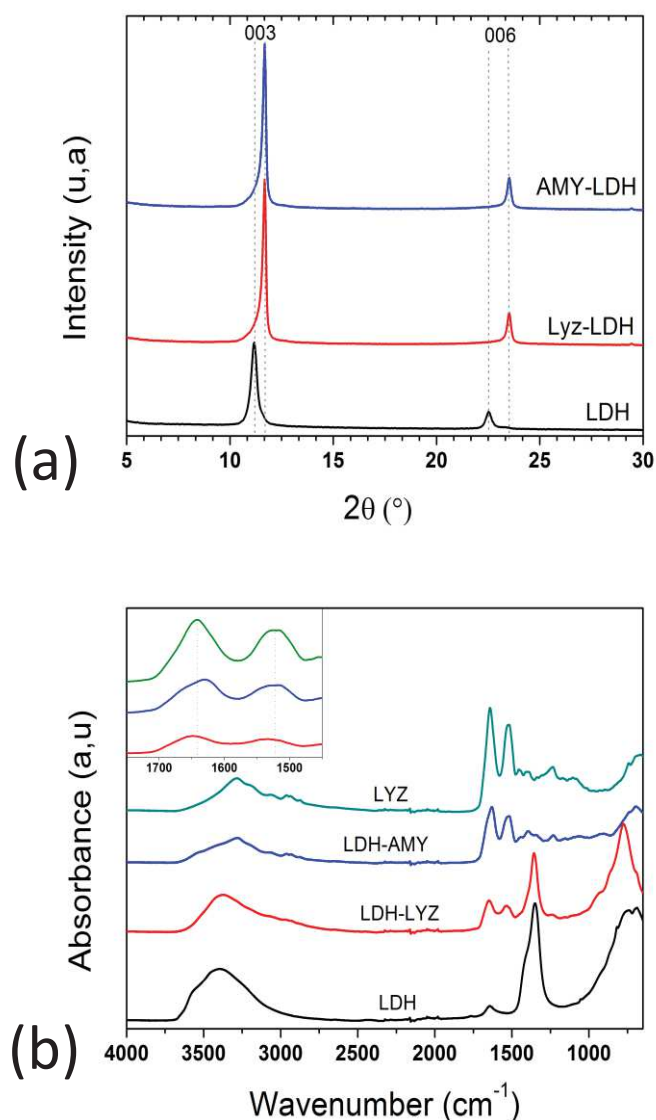 003 006
AMY-LDH
Lyz-LDH
LDH
Intensity (u,a)
5 10 15 20 25 30
2θ (°)
(a)
1700 1600 1500
LYZ
LDH-AMY
LDH-LYZ
LDH
Absorbance (a,u)
4000 3500 3000 2500 2000 1500 1000
Wavenumber (cm⁻¹)
(b)